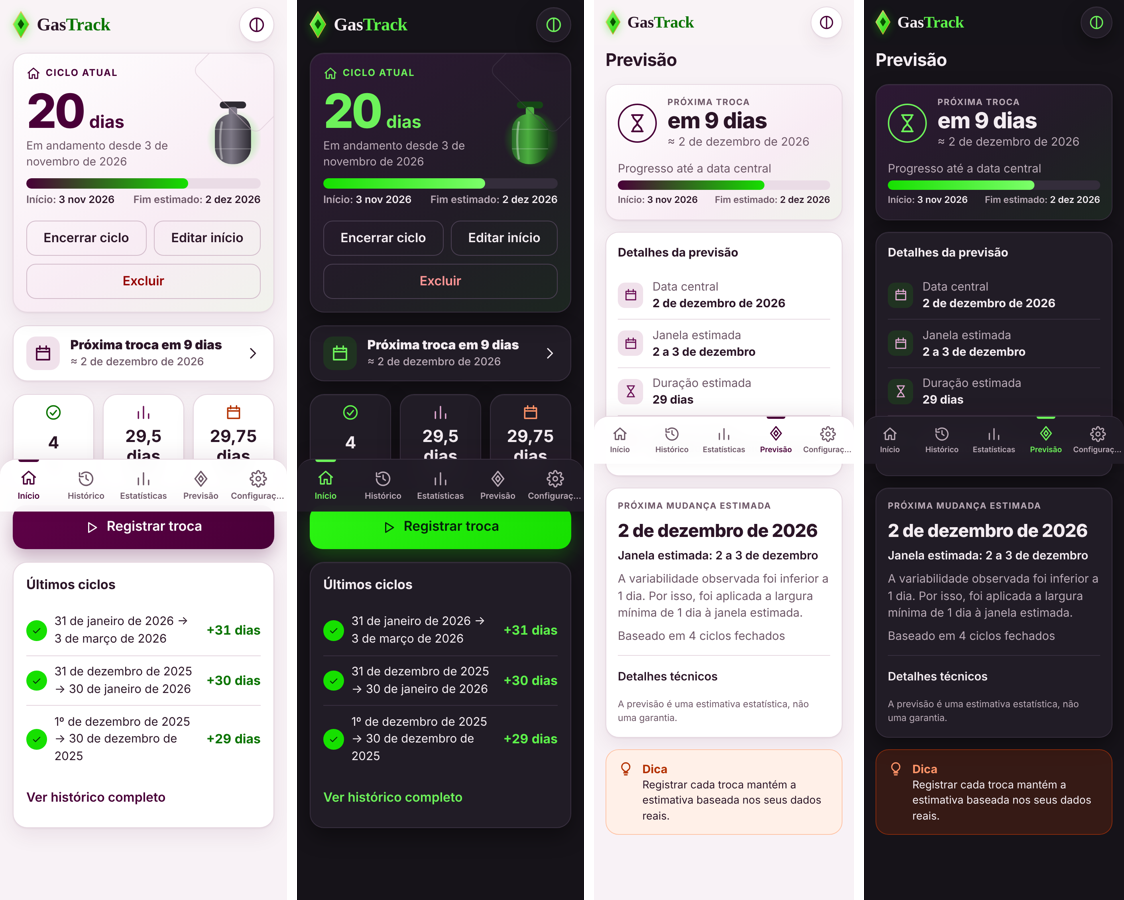 GasTrack
CICLO ATUAL
20 dias
Em andamento desde 3 de
novembro de 2026
Início: 3 nov 2026 Fim estimado: 2 dez 2026
Encerrar ciclo Editar início
Excluir
Próxima troca em 9 dias
≈ 2 de dezembro de 2026
4 29,5 29,75
dias dias
Início Histórico Estatísticas Previsão Configuraç...
Registrar troca
Últimos ciclos
31 de janeiro de 2026 →
3 de março de 2026
+31 dias
31 de dezembro de 2025
→ 30 de janeiro de 2026
+30 dias
1º de dezembro de 2025
→ 30 de dezembro de
2025
+29 dias
Ver histórico completo
GasTrack
CICLO ATUAL
20 dias
Em andamento desde 3 de
novembro de 2026
Início: 3 nov 2026 Fim estimado: 2 dez 2026
Encerrar ciclo Editar início
Excluir
Próxima troca em 9 dias
≈ 2 de dezembro de 2026
4 29,5 29,75
dias dias
Início Histórico Estatísticas Previsão Configuraç...
Registrar troca
Últimos ciclos
31 de janeiro de 2026 →
3 de março de 2026
+31 dias
31 de dezembro de 2025
→ 30 de janeiro de 2026
+30 dias
1º de dezembro de 2025
→ 30 de dezembro de
2025
+29 dias
Ver histórico completo
GasTrack
Previsão
PRÓXIMA TROCA
em 9 dias
≈ 2 de dezembro de 2026
Progresso até a data central
Início: 3 nov 2026 Fim estimado: 2 dez 2026
Detalhes da previsão
Data central
2 de dezembro de 2026
Janela estimada
2 a 3 de dezembro
Duração estimada
29 dias
Início Histórico Estatísticas Previsão Configuraç...
PRÓXIMA MUDANÇA ESTIMADA
2 de dezembro de 2026
Janela estimada: 2 a 3 de dezembro
A variabilidade observada foi inferior a
1 dia. Por isso, foi aplicada a largura
mínima de 1 dia à janela estimada.
Baseado em 4 ciclos fechados
Detalhes técnicos
A previsão é uma estimativa estatística, não
uma garantia.
Dica
Registrar cada troca mantém a
estimativa baseada nos seus dados
reais.
GasTrack
Previsão
PRÓXIMA TROCA
em 9 dias
≈ 2 de dezembro de 2026
Progresso até a data central
Início: 3 nov 2026 Fim estimado: 2 dez 2026
Detalhes da previsão
Data central
2 de dezembro de 2026
Janela estimada
2 a 3 de dezembro
Duração estimada
29 dias
Início Histórico Estatísticas Previsão Configuraç...
PRÓXIMA MUDANÇA ESTIMADA
2 de dezembro de 2026
Janela estimada: 2 a 3 de dezembro
A variabilidade observada foi inferior a
1 dia. Por isso, foi aplicada a largura
mínima de 1 dia à janela estimada.
Baseado em 4 ciclos fechados
Detalhes técnicos
A previsão é uma estimativa estatística, não
uma garantia.
Dica
Registrar cada troca mantém a
estimativa baseada nos seus dados
reais.